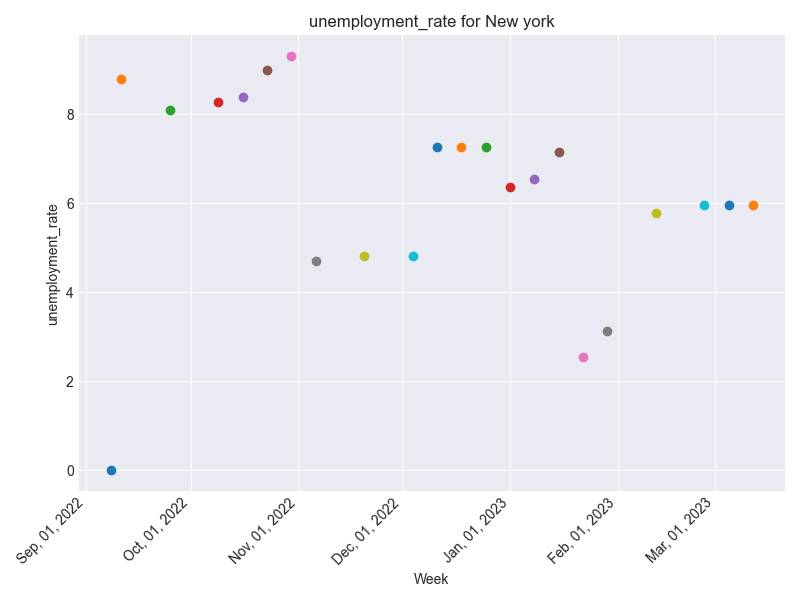 unemployment_rate for New york
unemployment_rate
8
6
4
2
0
Sep, 01, 2022
Oct, 01, 2022
Nov, 01, 2022
Dec, 01, 2022
Jan, 01, 2023
Feb, 01, 2023
Mar, 01, 2023
Week